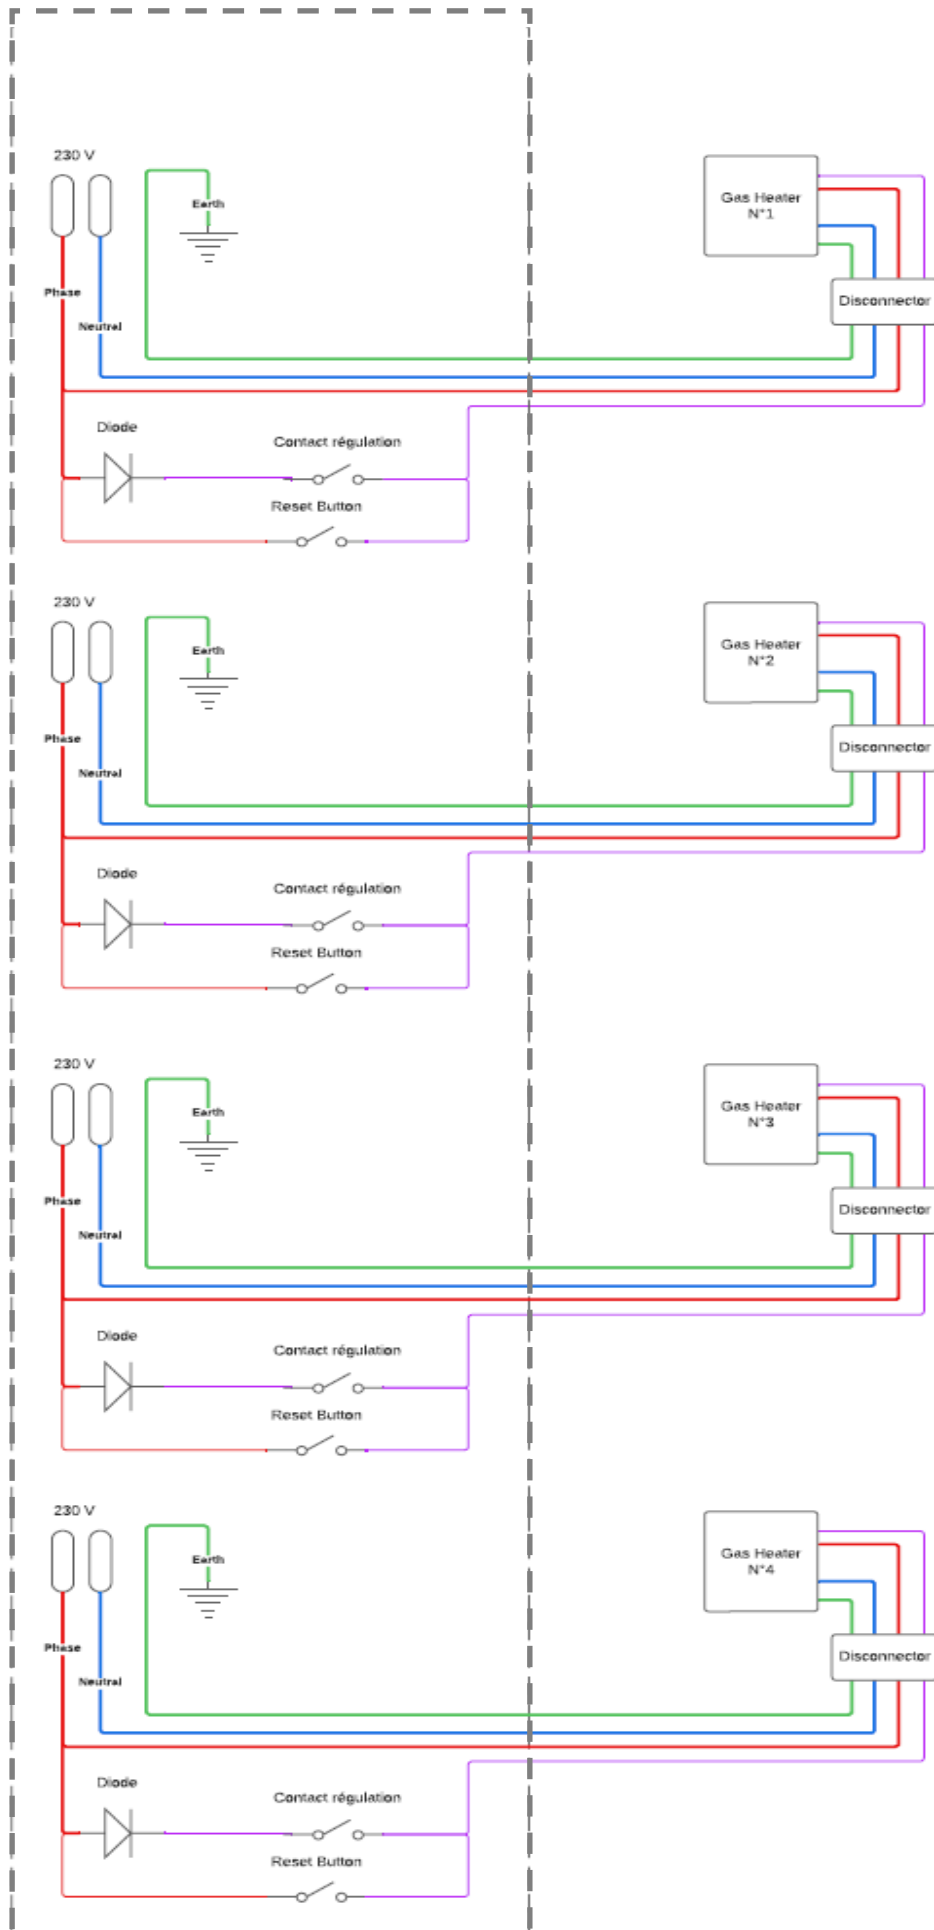 230 V
Earth
Gas Heater
N°1
Phase
Disconnector
Neutral
Diode
Contact régulation
Reset Button
230 V
Earth
Gas Heater
N°2
Phase
Disconnector
Neutral
Diode
Contact régulation
Reset Button
230 V
Earth
Gas Heater
N°3
Phase
Disconnector
Neutral
Diode
Contact régulation
Reset Button
230 V
Earth
Gas Heater
N°4
Phase
Disconnector
Neutral
Diode
Contact régulation
Reset Button